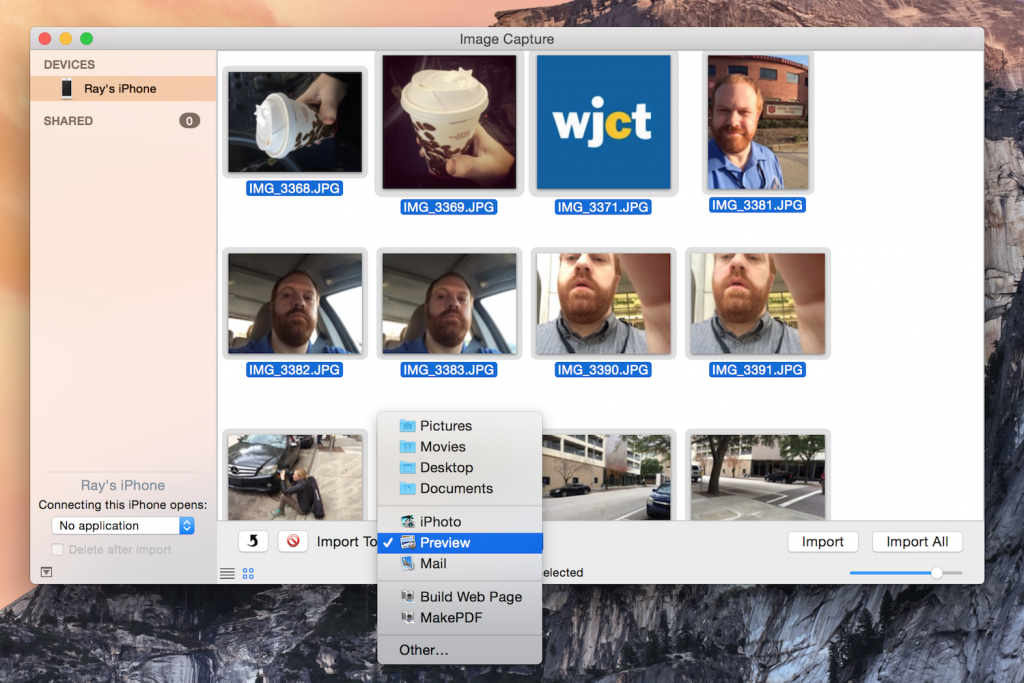 Image Capture
DEVICES
Ray's iPhone
SHARED
0
wjct
IMG_3368.JPG
IMG_3369.JPG
IMG_3371.JPG
IMG_3381.JPG
IMG_3382.JPG
IMG_3383.JPG
IMG_3390.JPG
IMG_3391.JPG
Ray's iPhone
Connecting this iPhone opens:
No application
Delete after import
Import To
Pictures
Movies
Desktop
Documents
iPhoto
Preview
Mail
Build Web Page
MakePDF
Other...
elected
Import
Import All